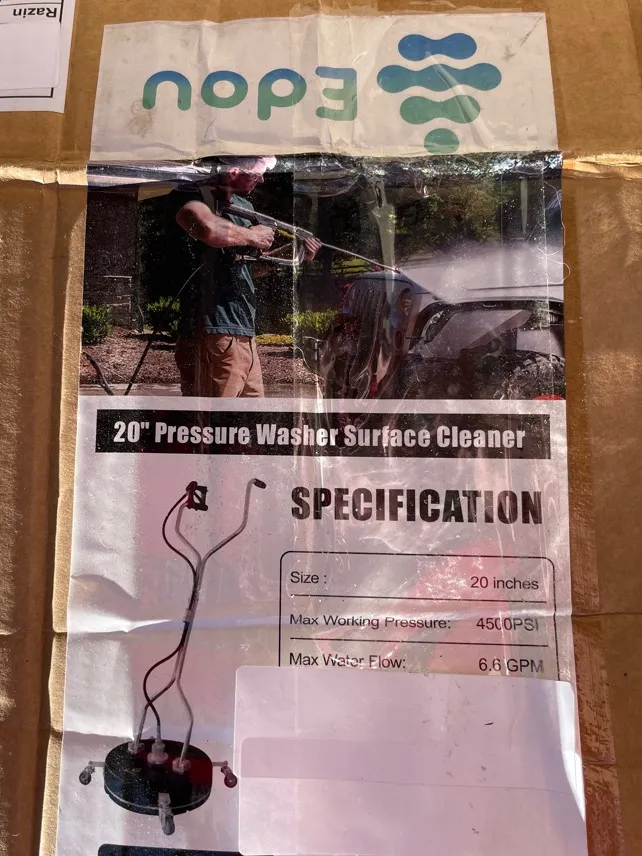 Razin
Edou
20" Pressure Washer Surface Cleaner
SPECIFICATION
Size : 20 inches
Max Working Pressure: 4500PSI
Max Water Flow: 6.6 GPM